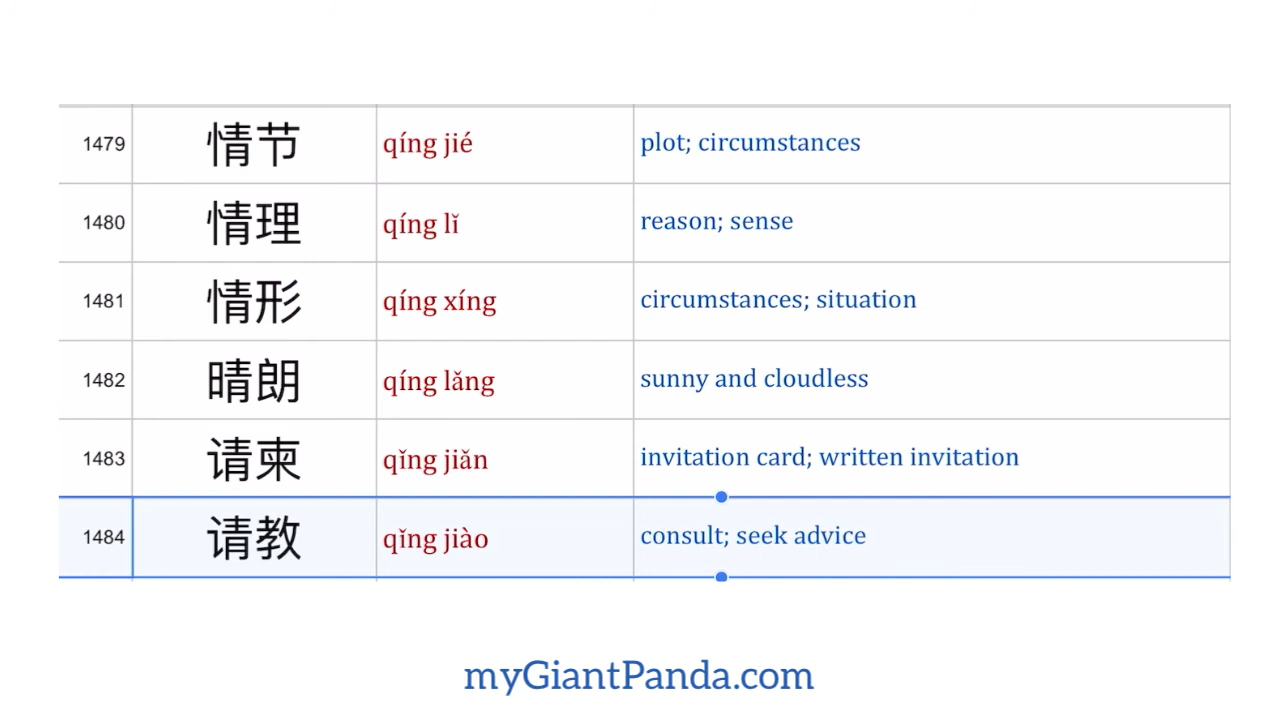 1479 情节 qíng jié plot; circumstances
1480 情理 qíng lǐ reason; sense
1481 情形 qíng xíng circumstances; situation
1482 晴朗 qíng lǎng sunny and cloudless
1483 请柬 qǐng jiǎn invitation card; written invitation
1484 请教 qǐng jiào consult; seek advice
myGiantPanda.com